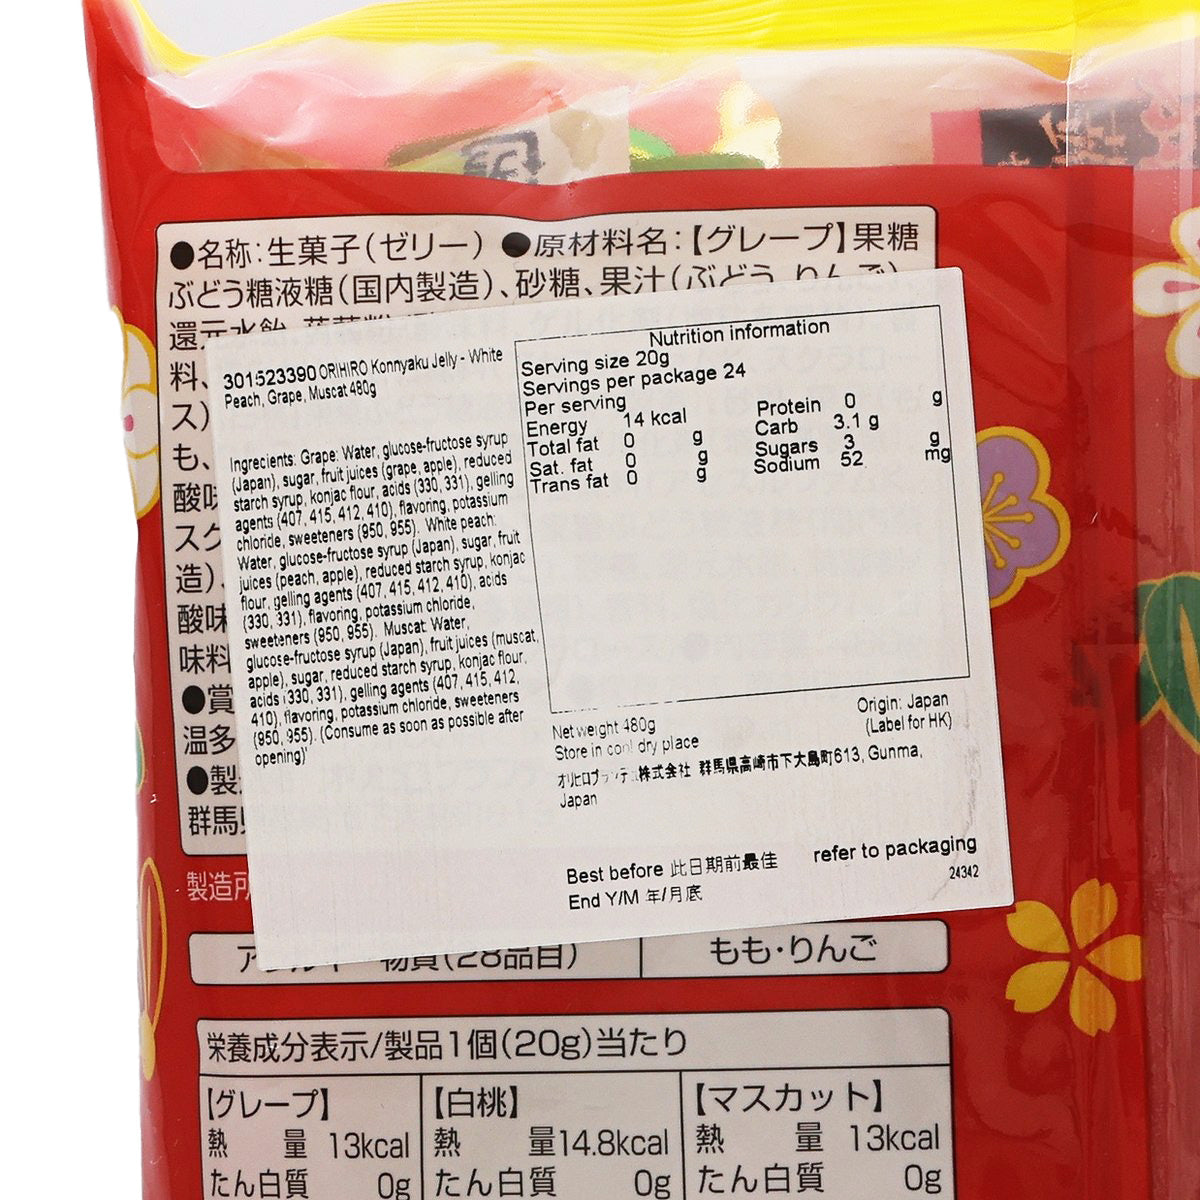 ●名称:生菓子(ゼリー) ●原材料名:【グレープ】果糖
ぶどう糖液糖(国内製造)、砂糖、果汁(ぶどう、りんご)、
還元水飴、
料、
ス)
も、
酸味
スク
造)、
酸味
味料
●賞
温多
●製
群馬
製造所
301523390 ORIHIRO Konnyaku Jelly - White
Peach, Grape, Muscat 480g
Ingrecients: Grape: Water, glucose-fructose syrup
(Japan), sugar, fruit juices (grape, apple), reduced
starch syrup, konjac flour, acids (330, 331), gelling
agents (407, 415, 412, 410), flavoring, potassium
chloride, sweeteners (950, 955). White peach:
Water, glucose-fructose syrup (Japan), sugar, fruit
juices (peach, apple), reduced starch syrup, konjac
flour, gelling agents (407, 415, 412, 410), acids
(330, 331), flavoring, potassium chloride,
sweeteners (950, 955). Muscat: Water,
glucose-fructose syrup (Japan), fruit juices (muscat,
apple), sugar, reduced starch syrup, konjac flour,
acids (330, 331), gelling agents (407, 415, 412,
410), flavoring, potassium chloride, sweeteners
(950, 955). (Consume as soon as possible after
opening)'
Nutrition information
Serving size 20g
Servings per package 24
Per serving
Energy 14 kcal Protein 0 g
Total fat 0 g Carb 3.1 g
Sat. fat 0 g Sugars 3 g
Trans fat 0 g Sodium 52 mg
Net weight 480g
Origin: Japan
Store in cool dry place
(Label for HK)
株式会社 群馬県高崎市下大島町613, Gunma,
Japan
Best before 此日期前最佳 refer to packaging
End Y/M 年/月底
24342
物質(28品目) もも・りんご
栄養成分表示/製品1個(20g)当たり
【グレープ】 【白桃】 【マスカット】
熱量 13kcal 熱量 14.8kcal 熱量 13kcal
たん白質 0g たん白質 0g たん白質 0g